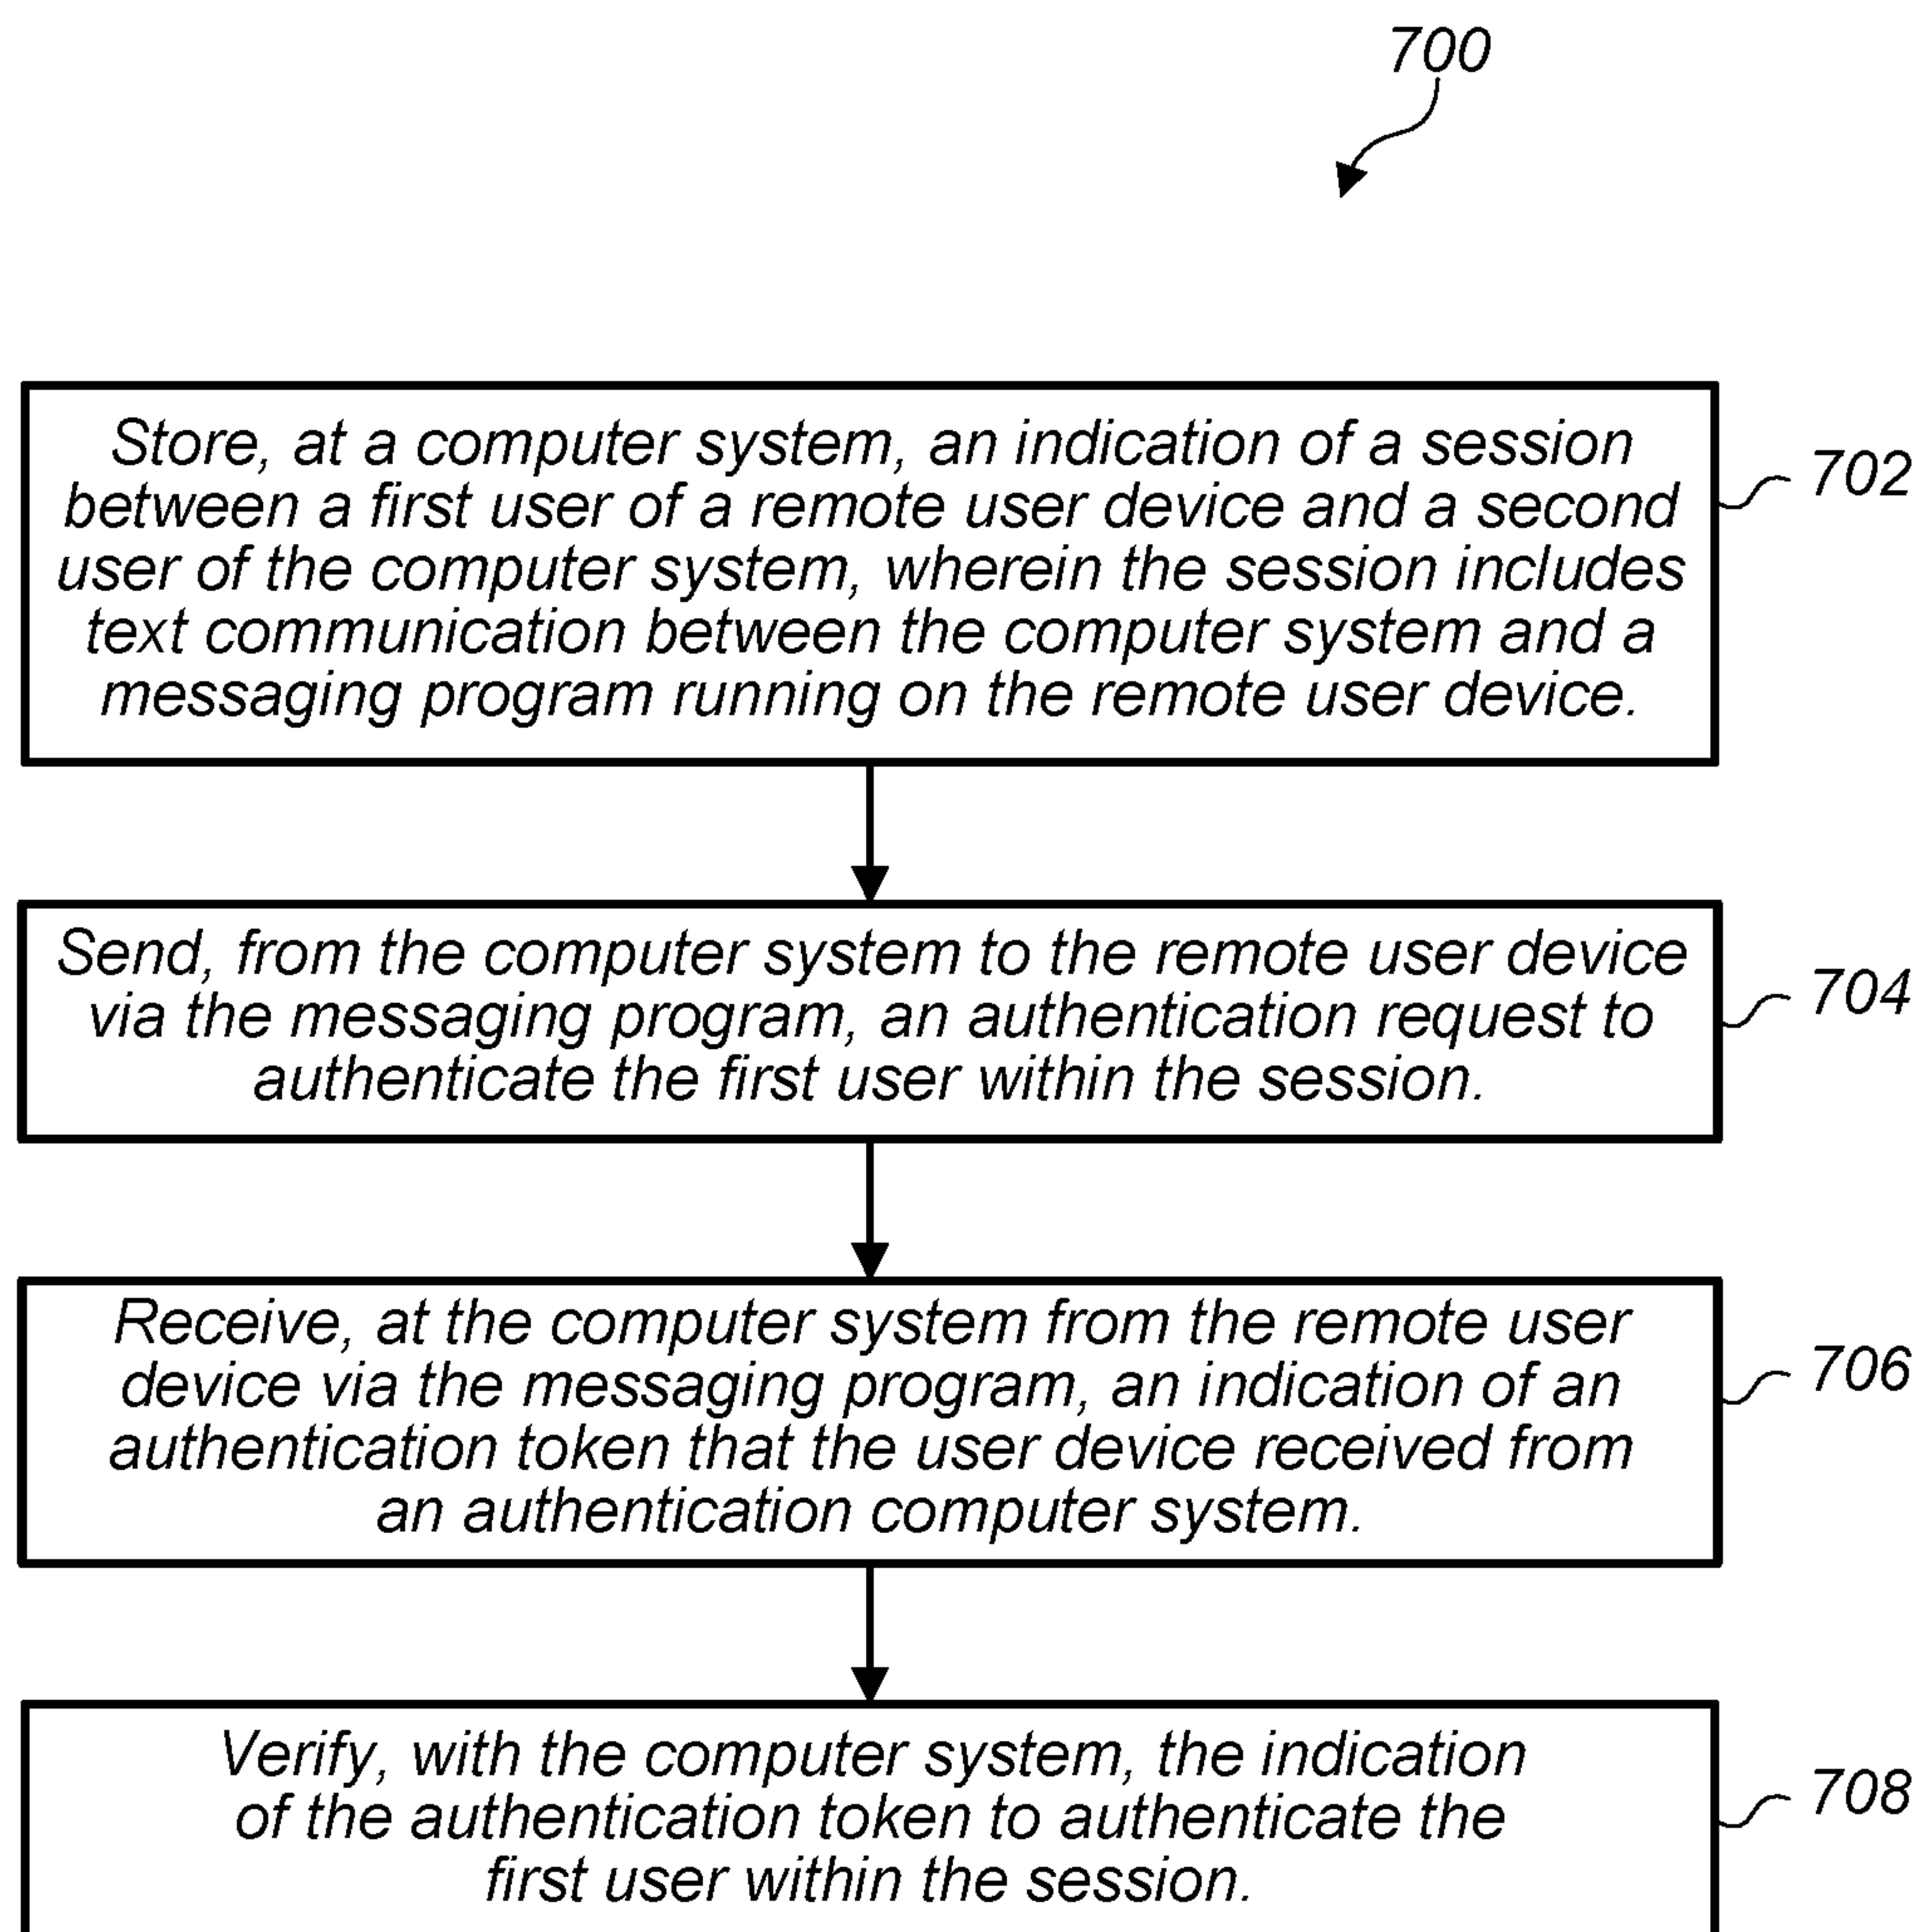 700
Store, at a computer system, an indication of a session
between a first user of a remote user device and a second
user of the computer system, wherein the session includes
text communication between the computer system and a
messaging program running on the remote user device.
702
Send, from the computer system to the remote user device
via the messaging program, an authentication request to
authenticate the first user within the session.
704
Receive, at the computer system from the remote user
device via the messaging program, an indication of an
authentication token that the user device received from
an authentication computer system.
706
Verify, with the computer system, the indication
of the authentication token to authenticate the
first user within the session.
708